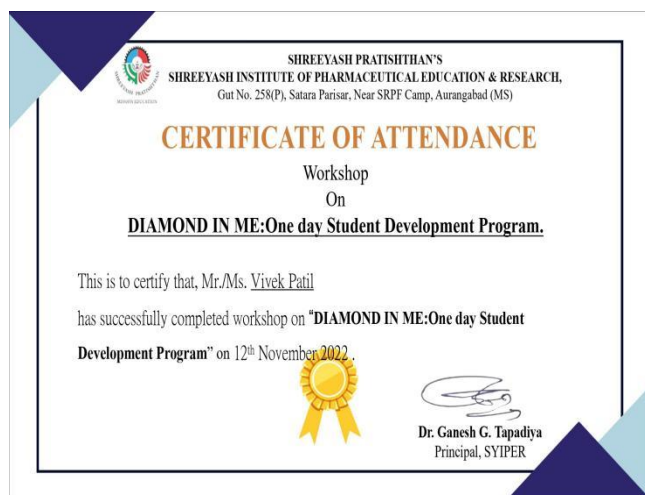 SHREEYASH PRATISHTHAN'S
SHREEYASH INSTITUTE OF PHARMACEUTICAL EDUCATION & RESEARCH,
Gut No. 258(P), Satara Parisar, Near SRPF Camp, Aurangabad (MS)
SHREEYASH PRATISHTHAN
CERTIFICATE OF ATTENDANCE
Workshop
On
DIAMOND IN ME:One day Student Development Program.
This is to certify that, Mr./Ms. Vivek Patil
has successfully completed workshop on "DIAMOND IN ME:One day Student
Development Program" on 12th November 2022 .
Dr. Ganesh G. Tapadiya
Principal, SYIPER